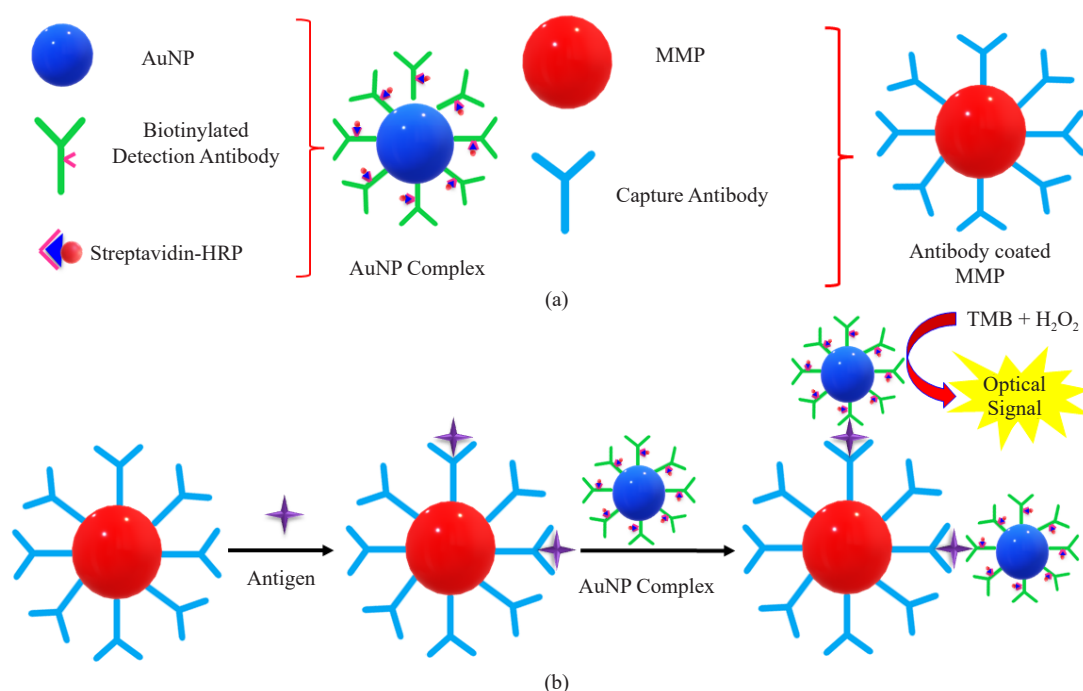 AuNP
Biotinylated
Detection Antibody
Streptavidin-HRP
AuNP Complex
MMP
Capture Antibody
Antibody coated
MMP
(a)
TMB + H₂O₂
Optical
Signal
Antigen
AuNP Complex
(b)